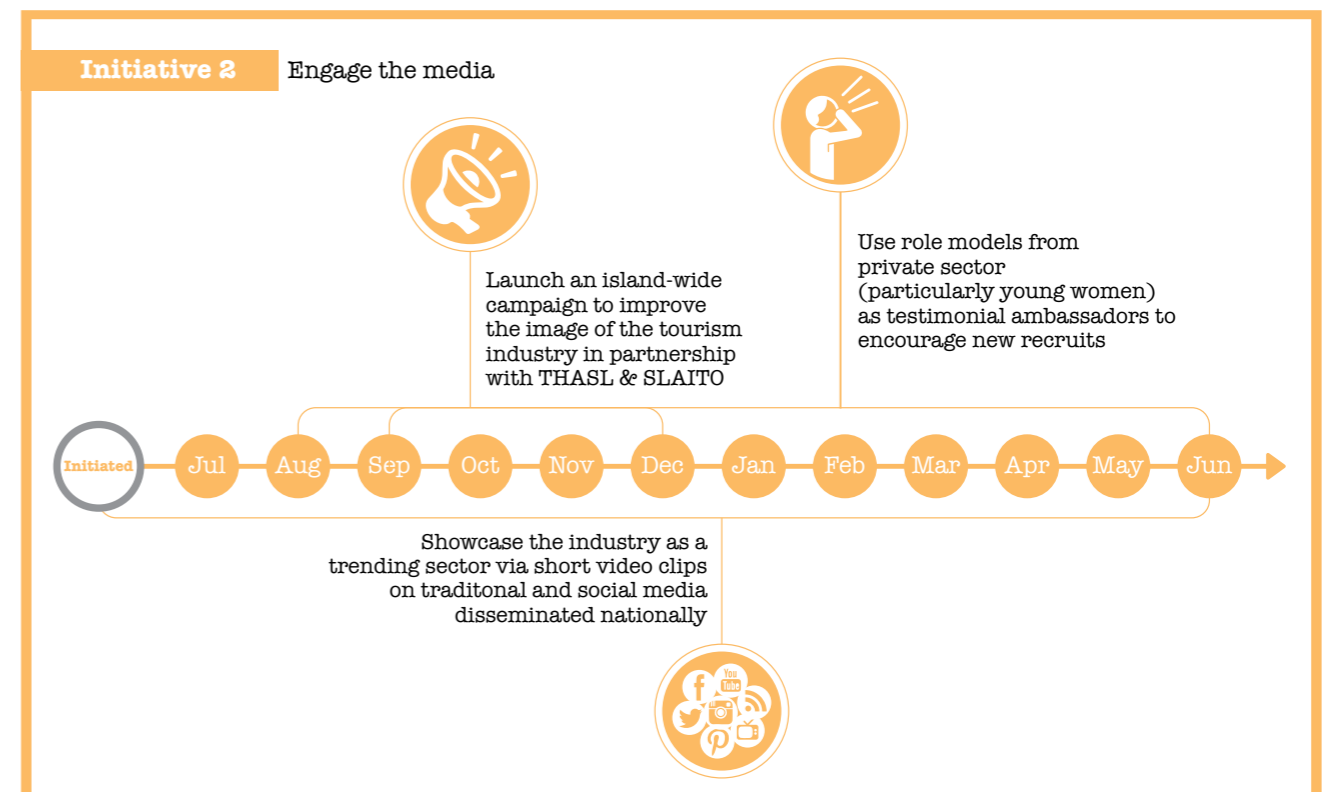 Initiative 2
Engage the media
Launch an island-wide
campaign to improve
the image of the tourism
industry in partnership
with THASL & SLAITO
Use role models from
private sector
(particularly young women)
as testimonial ambassadors to
encourage new recruits
Initiated
Jul
Aug
Sep
Oct
Nov
Dec
Jan
Feb
Mar
Apr
May
Jun
Showcase the industry as a
trending sector via short video clips
on traditonal and social media
disseminated nationally
You
Tube